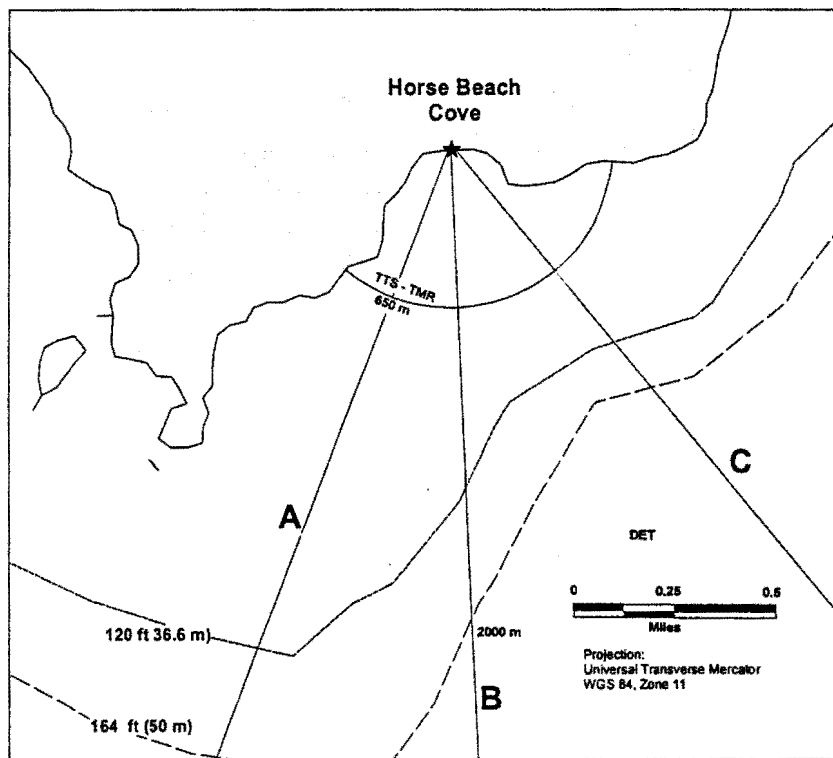 Horse Beach
Cove
TTS - TMR
650 m
A
C
DET
0 0.25 0.5
Miles
120 ft 36.6 m)
2000 m
Projection:
Universal Transverse Mercator
WGS 84, Zone 11
B
164 ft (50 m)